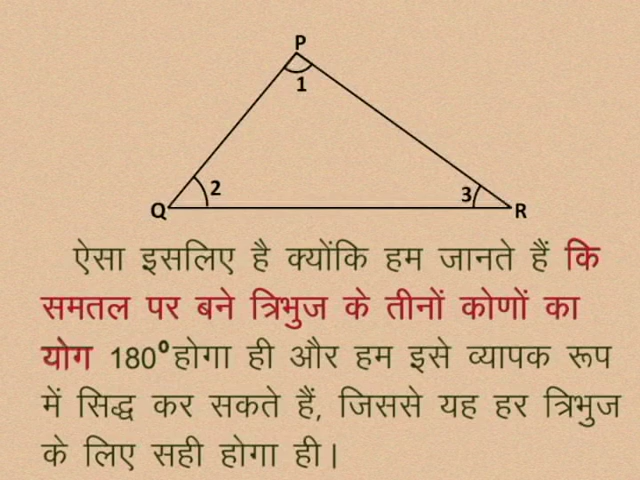 P
1
2
3
Q
R
ऐसा इसलिए है क्योंकि हम जानते हैं कि
समतल पर बने त्रिभुज के तीनों कोणों का
योग 180⁰ होगा ही और हम इसे व्यापक रूप
में सिद्ध कर सकते हैं, जिससे यह हर त्रिभुज
के लिए सही होगा ही।